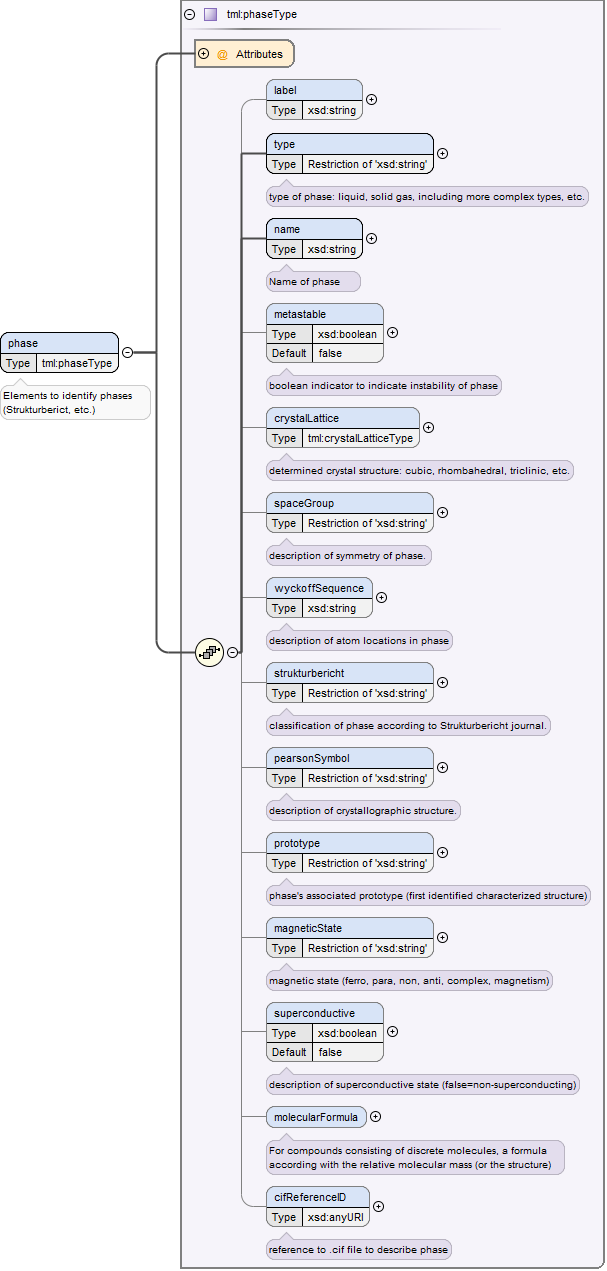 tml:phaseType
@ Attributes
label
Type xsd:string
type
Type Restriction of 'xsd:string'
type of phase: liquid, solid gas, including more complex types, etc.
name
Type xsd:string
Name of phase
phase
Type tml:phaseType
Elements to identify phases
(Strukturberict, etc.)
metastable
Type xsd:boolean
Default false
boolean indicator to indicate instability of phase
crystalLattice
Type tml:crystalLatticeType
determined crystal structure: cubic, rhombahedral, triclinic, etc.
spaceGroup
Type Restriction of 'xsd:string'
description of symmetry of phase.
wyckoffSequence
Type xsd:string
description of atom locations in phase
strukturbericht
Type Restriction of 'xsd:string'
classification of phase according to Strukturbericht journal.
pearsonSymbol
Type Restriction of 'xsd:string'
description of crystallographic structure.
prototype
Type Restriction of 'xsd:string'
phase's associated prototype (first identified characterized structure)
magneticState
Type Restriction of 'xsd:string'
magnetic state (ferro, para, non, anti, complex, magnetism)
superconductive
Type xsd:boolean
Default false
description of superconductive state (false=non-superconducting)
molecularFormula
For compounds consisting of discrete molecules, a formula
according with the relative molecular mass (or the structure)
cifReferenceID
Type xsd:anyURI
reference to .cif file to describe phase